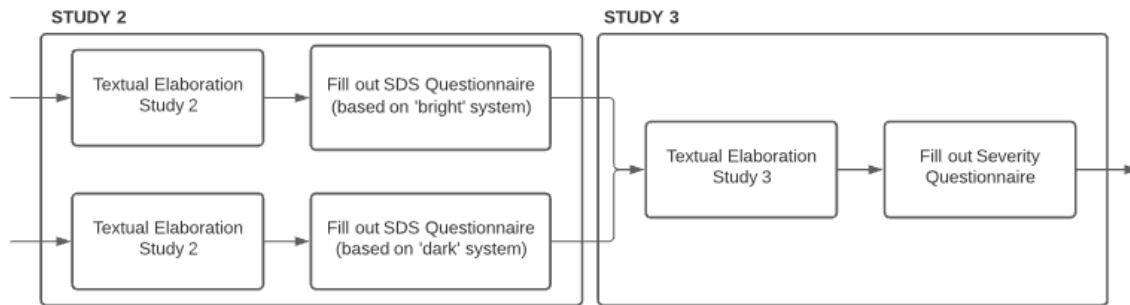 STUDY 2
Textual Elaboration
Study 2
Fill out SDS Questionnaire
(based on 'bright' system)
Textual Elaboration
Study 2
Fill out SDS Questionnaire
(based on 'dark' system)
STUDY 3
Textual Elaboration
Study 3
Fill out Severity
Questionnaire